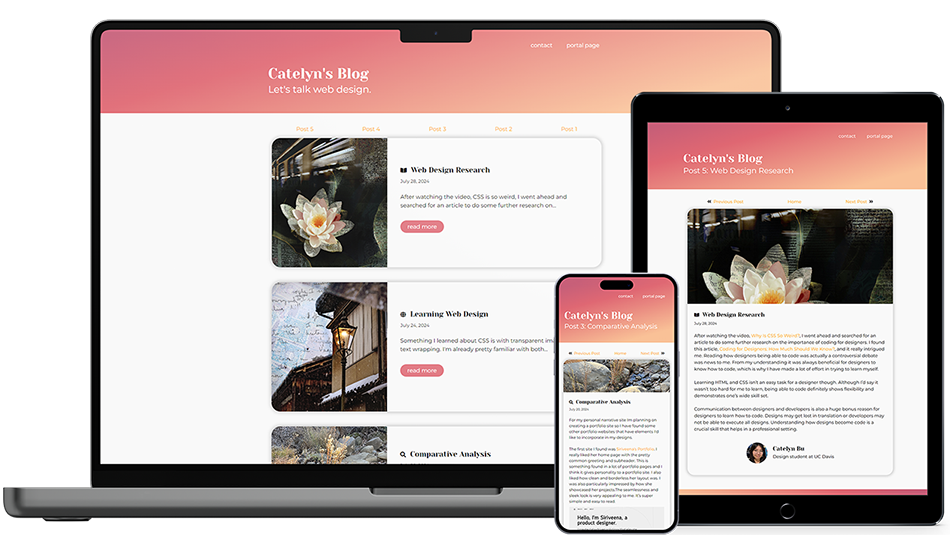 contact portal page
Catelyn's Blog
Let's talk web design.
Post 5 Post 4 Post 3 Post 2 Post 1
Web Design Research
July 28, 2024
After watching the video, CSS is so weird, I went ahead and
searched for an article to do some further research on...
read more
Learning Web Design
July 24, 2024
Something I learned about CSS is with transparent im
text wrapping. I'm already pretty familiar with both...
read more
Comparative Analysis
contact portal page
Catelyn's Blog
Post 3: Comparative Analysis
Previous Post Home Next Post
Comparative Analysis
July 20, 2024
For my personal narrative site I'm planning on
creating a portfolio site so I have found some
other portfolio websites that have elements I'd
like to incorporate in my designs.
The first site I found was Siriveena's Portfolio. I
really liked her home page with the pretty
common greeting and subheader. This is
something found in a lot of portfolio pages and I
think it gives personality to a portfolio site. I also
liked how clean and borderless her layout was. I
was also particularly impressed by how she
showcased her projects. The seamlessness and
sleek look is very appealing to me. It's super
simple and easy to read.
Hello, I'm Siriveena, a
product designer.
contact portal page
Catelyn's Blog
Post 5: Web Design Research
Previous Post Home Next Post
Web Design Research
July 28, 2024
After watching the video, Why is CSS So Weird?, I went ahead and searched for an
article to do some further research on the importance of coding for designers. I found
this article, Coding for Designers: How Much Should We Know?, and it really intrigued
me. Reading how designers being able to code was actually a controversial debate
was news to me. From my understanding it was always beneficial for designers to
know how to code, which is why I have made a lot of effort in trying to learn myself.
Learning HTML and CSS isn't an easy task for a designer though. Although I'd say it
wasn't too hard for me to learn, being able to code definitely shows flexibility and
demonstrates one's wide skill set.
Communication between designers and developers is also a huge bonus reason for
designers to learn how to code. Designs may get lost in translation or developers may
not be able to execute all designs. Understanding how designs become code is a
crucial skill that helps in a professional setting.
Catelyn Bu
Design student at UC Davis